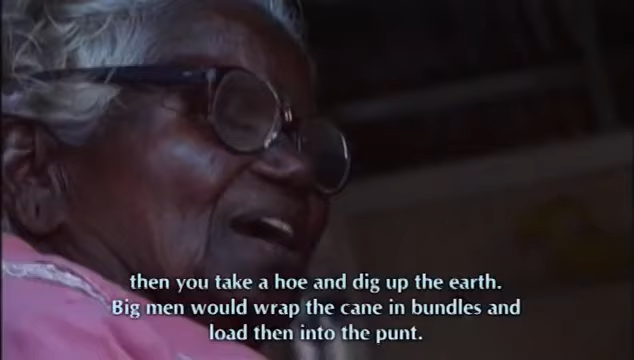 then you take a hoe and dig up the earth.
Big men would wrap the cane in bundles and
load then into the punt.